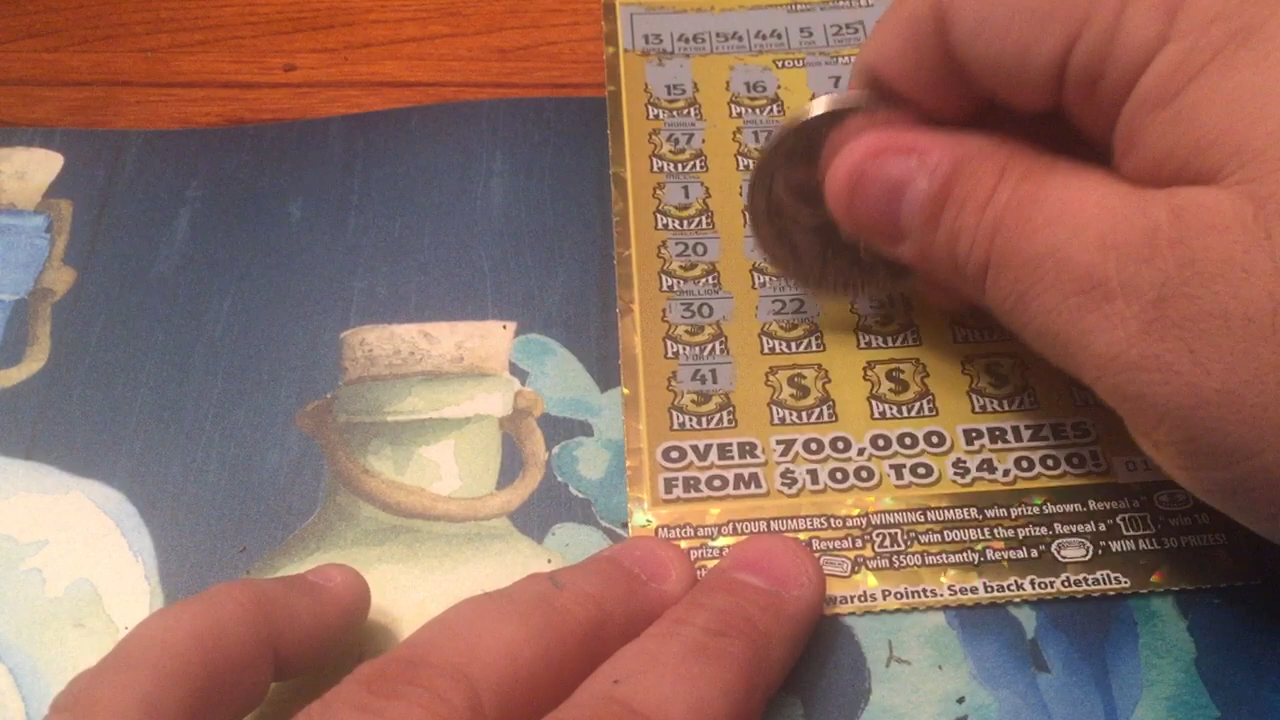 13 46 54 44 5 25
YOU
15 16 7
PRIZE PRIZE
47 17
PRIZE
1
PRIZE
20
PRIZE
MILLION
30 22 51
PRIZE PRIZE PRIZE
41
PRIZE PRIZE PRIZE PRIZE
OVER 700,000 PRIZES
FROM $100 TO $4,000!
Match any of YOUR NUMBERS to any WINNING NUMBER, win prize shown. Reveal a "
prize Reveal a "2X," win DOUBLE the prize. Reveal a "10X," win 10
," win $500 instantly. Reveal a " ," WIN ALL 30 PRIZES!
wards Points. See back for details.